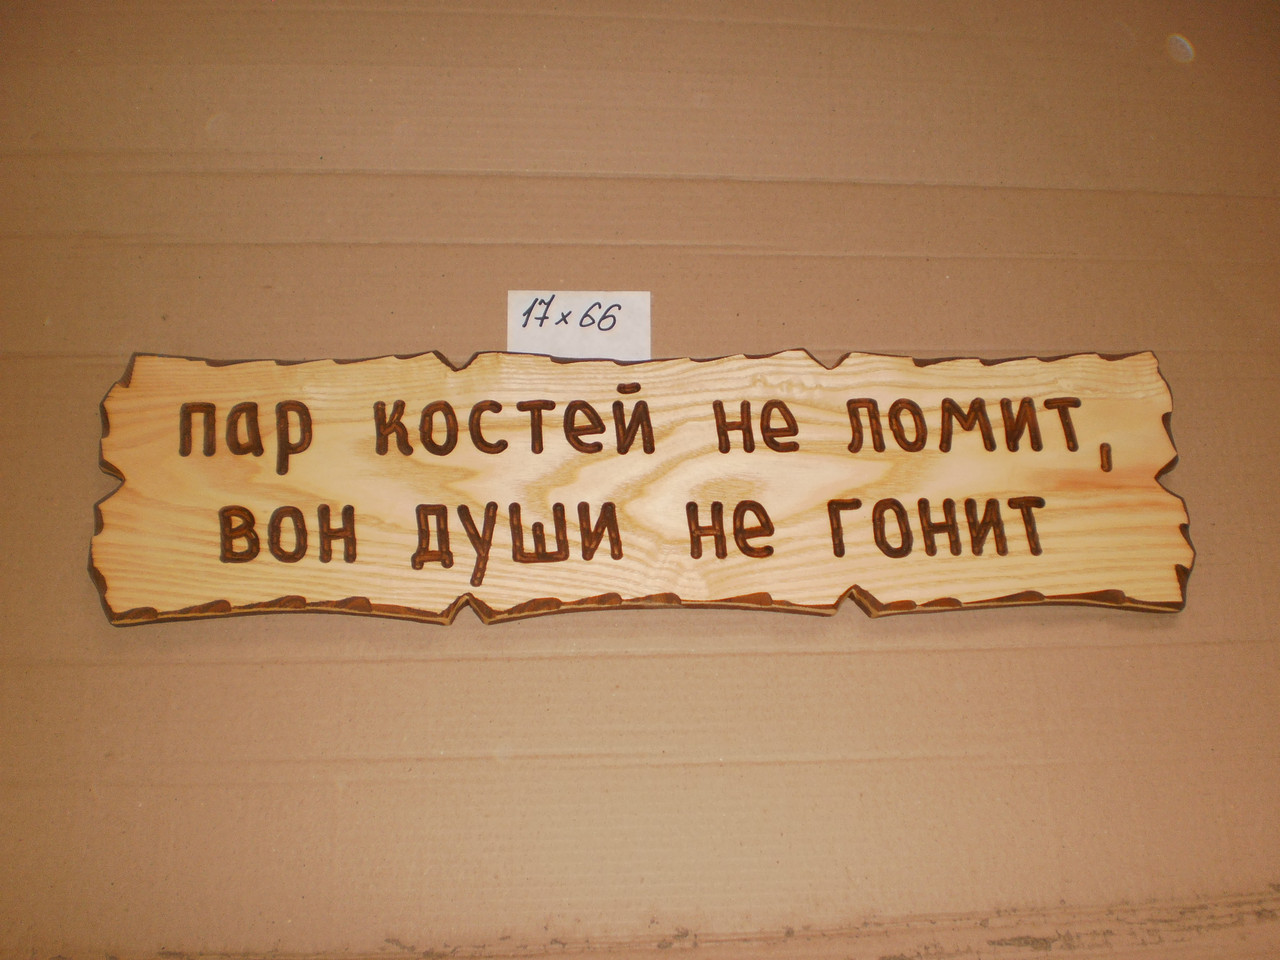 17 x 66
пар костей не ломит,
вон души не гонит